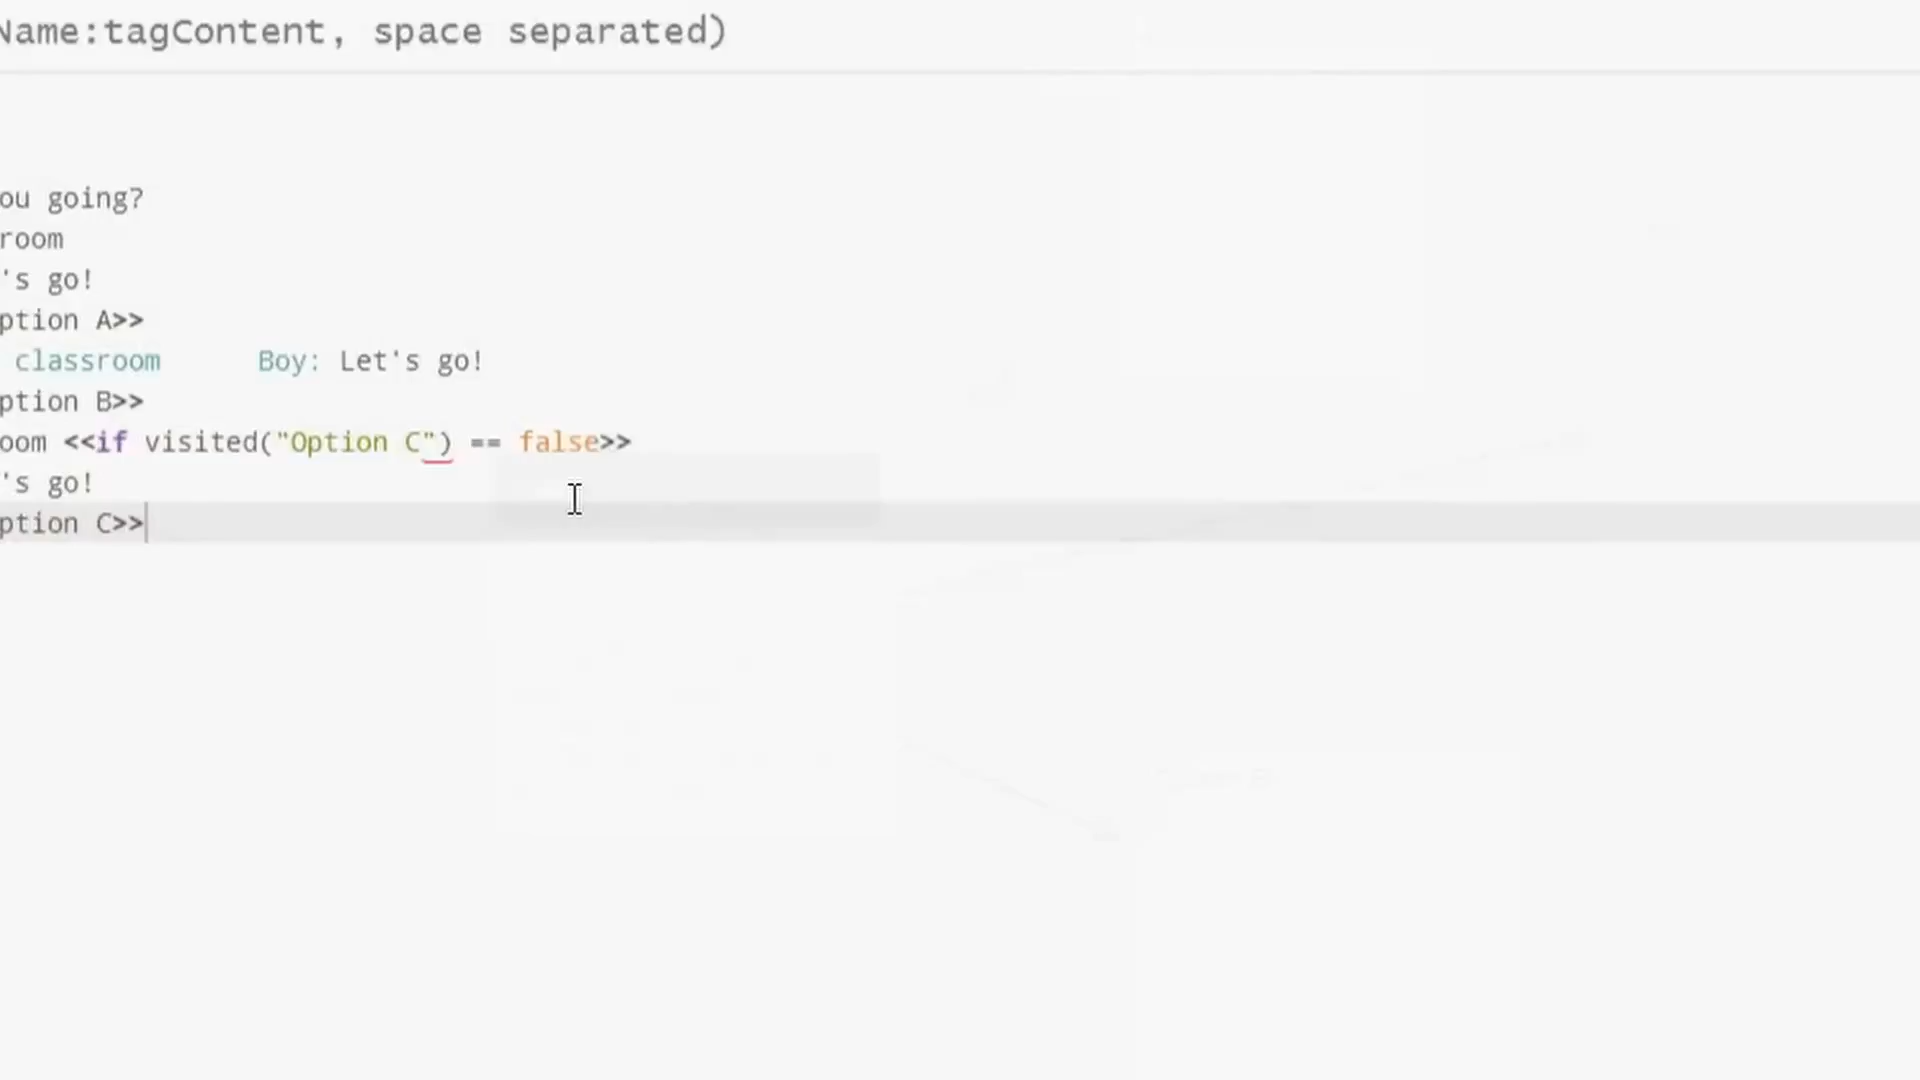 Name:tagContent, space separated)
ou going?
room
's go!
ption A>>
classroom Boy: Let's go!
ption B>>
oom <<if visited("Option C") == false>>
's go!
ption C>>